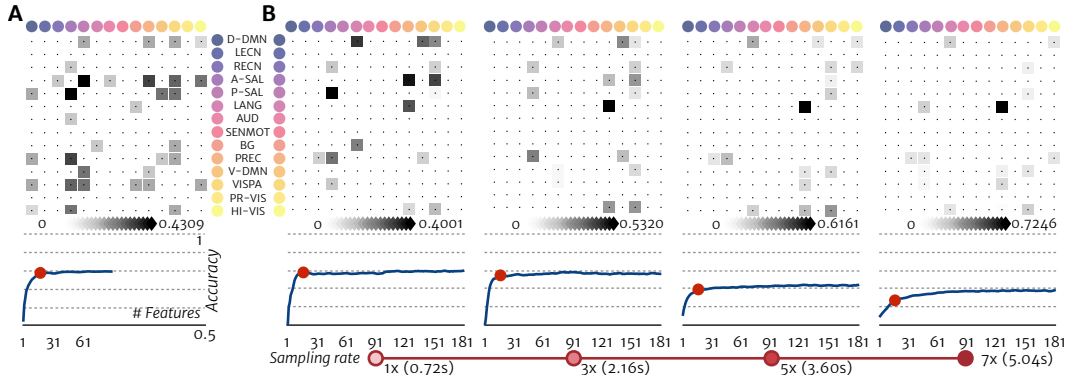 A
B
D-DMN
LECN
RECN
A-SAL
P-SAL
LANG
AUD
SENMOT
BG
PREC
V-DMN
VISPA
PR-VIS
HI-VIS
0 0.4309
0 0.4001
0 0.5320
0 0.6161
0 0.7246
1
Accuracy
# Features
0.5
1 31 61
1 31 61 91 121 151 181
1 31 61 91 121 151 181
1 31 61 91 121 151 181
1 31 61 91 121 151 181
Sampling rate 1x (0.72s) 3x (2.16s) 5x (3.60s) 7x (5.04s)